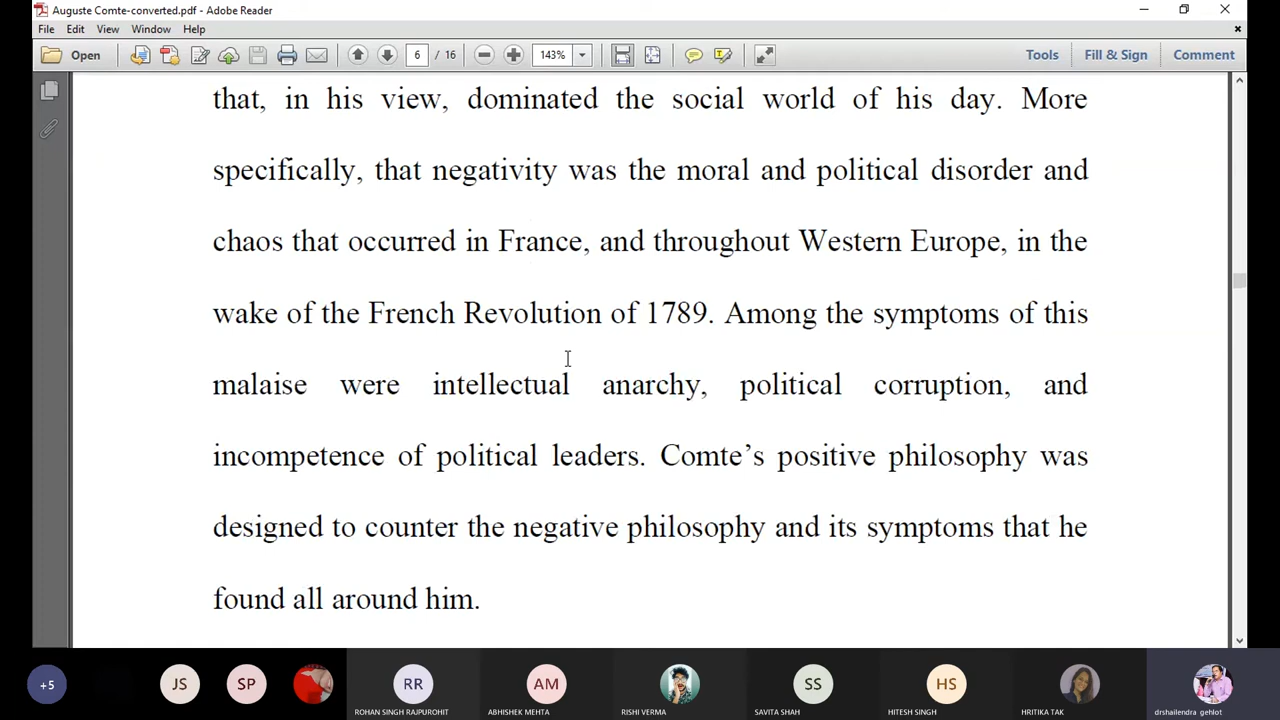 Auguste Comte-converted.pdf - Adobe Reader
File Edit View Window Help
Open 6 / 16 143% Tools Fill & Sign Comment
that, in his view, dominated the social world of his day. More
specifically, that negativity was the moral and political disorder and
chaos that occurred in France, and throughout Western Europe, in the
wake of the French Revolution of 1789. Among the symptoms of this
malaise were intellectual anarchy, political corruption, and
incompetence of political leaders. Comte’s positive philosophy was
designed to counter the negative philosophy and its symptoms that he
found all around him.
+5 JS SP RR AM SS HS
ROHAN SINGH RAJPUROHIT ABHISHEK MEHTA RISHI VERMA SAVITA SHAH HITESH SINGH HRITIKA TAK drshailendra gehlot